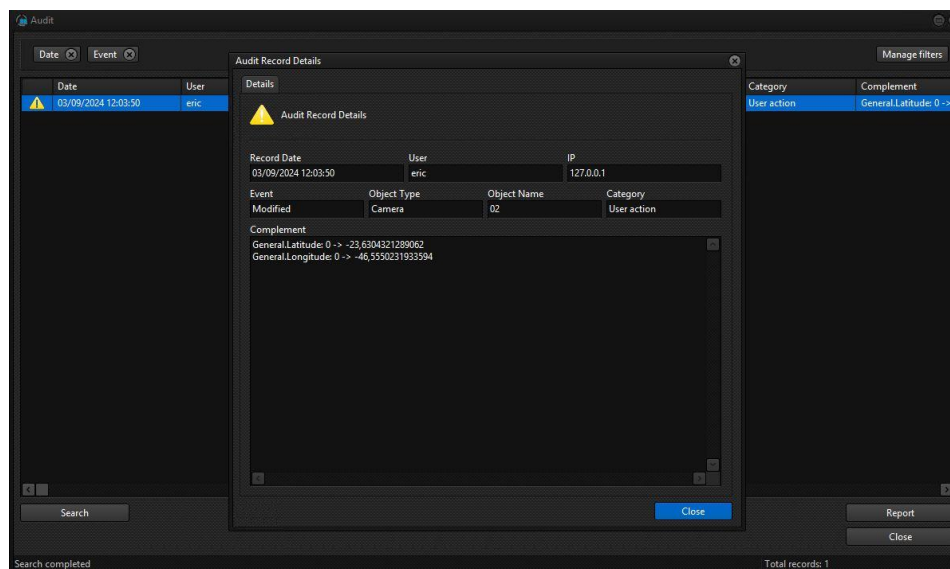 Audit
Date Event Manage filters
Date User Category Complement
03/09/2024 12:03:50 eric User action General.Latitude: 0 ->
Audit Record Details
Details
Audit Record Details
Record Date User IP
03/09/2024 12:03:50 eric 127.0.0.1
Event Object Type Object Name Category
Modified Camera 02 User action
Complement
General.Latitude: 0 -> -23,6304321289062
General.Longitude: 0 -> -46,5550231933594
Close
Search Report
Close
Search completed Total records: 1